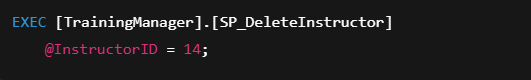 EXEC [TrainingManager].[SP_DeleteInstructor]
    @InstructorID = 14;